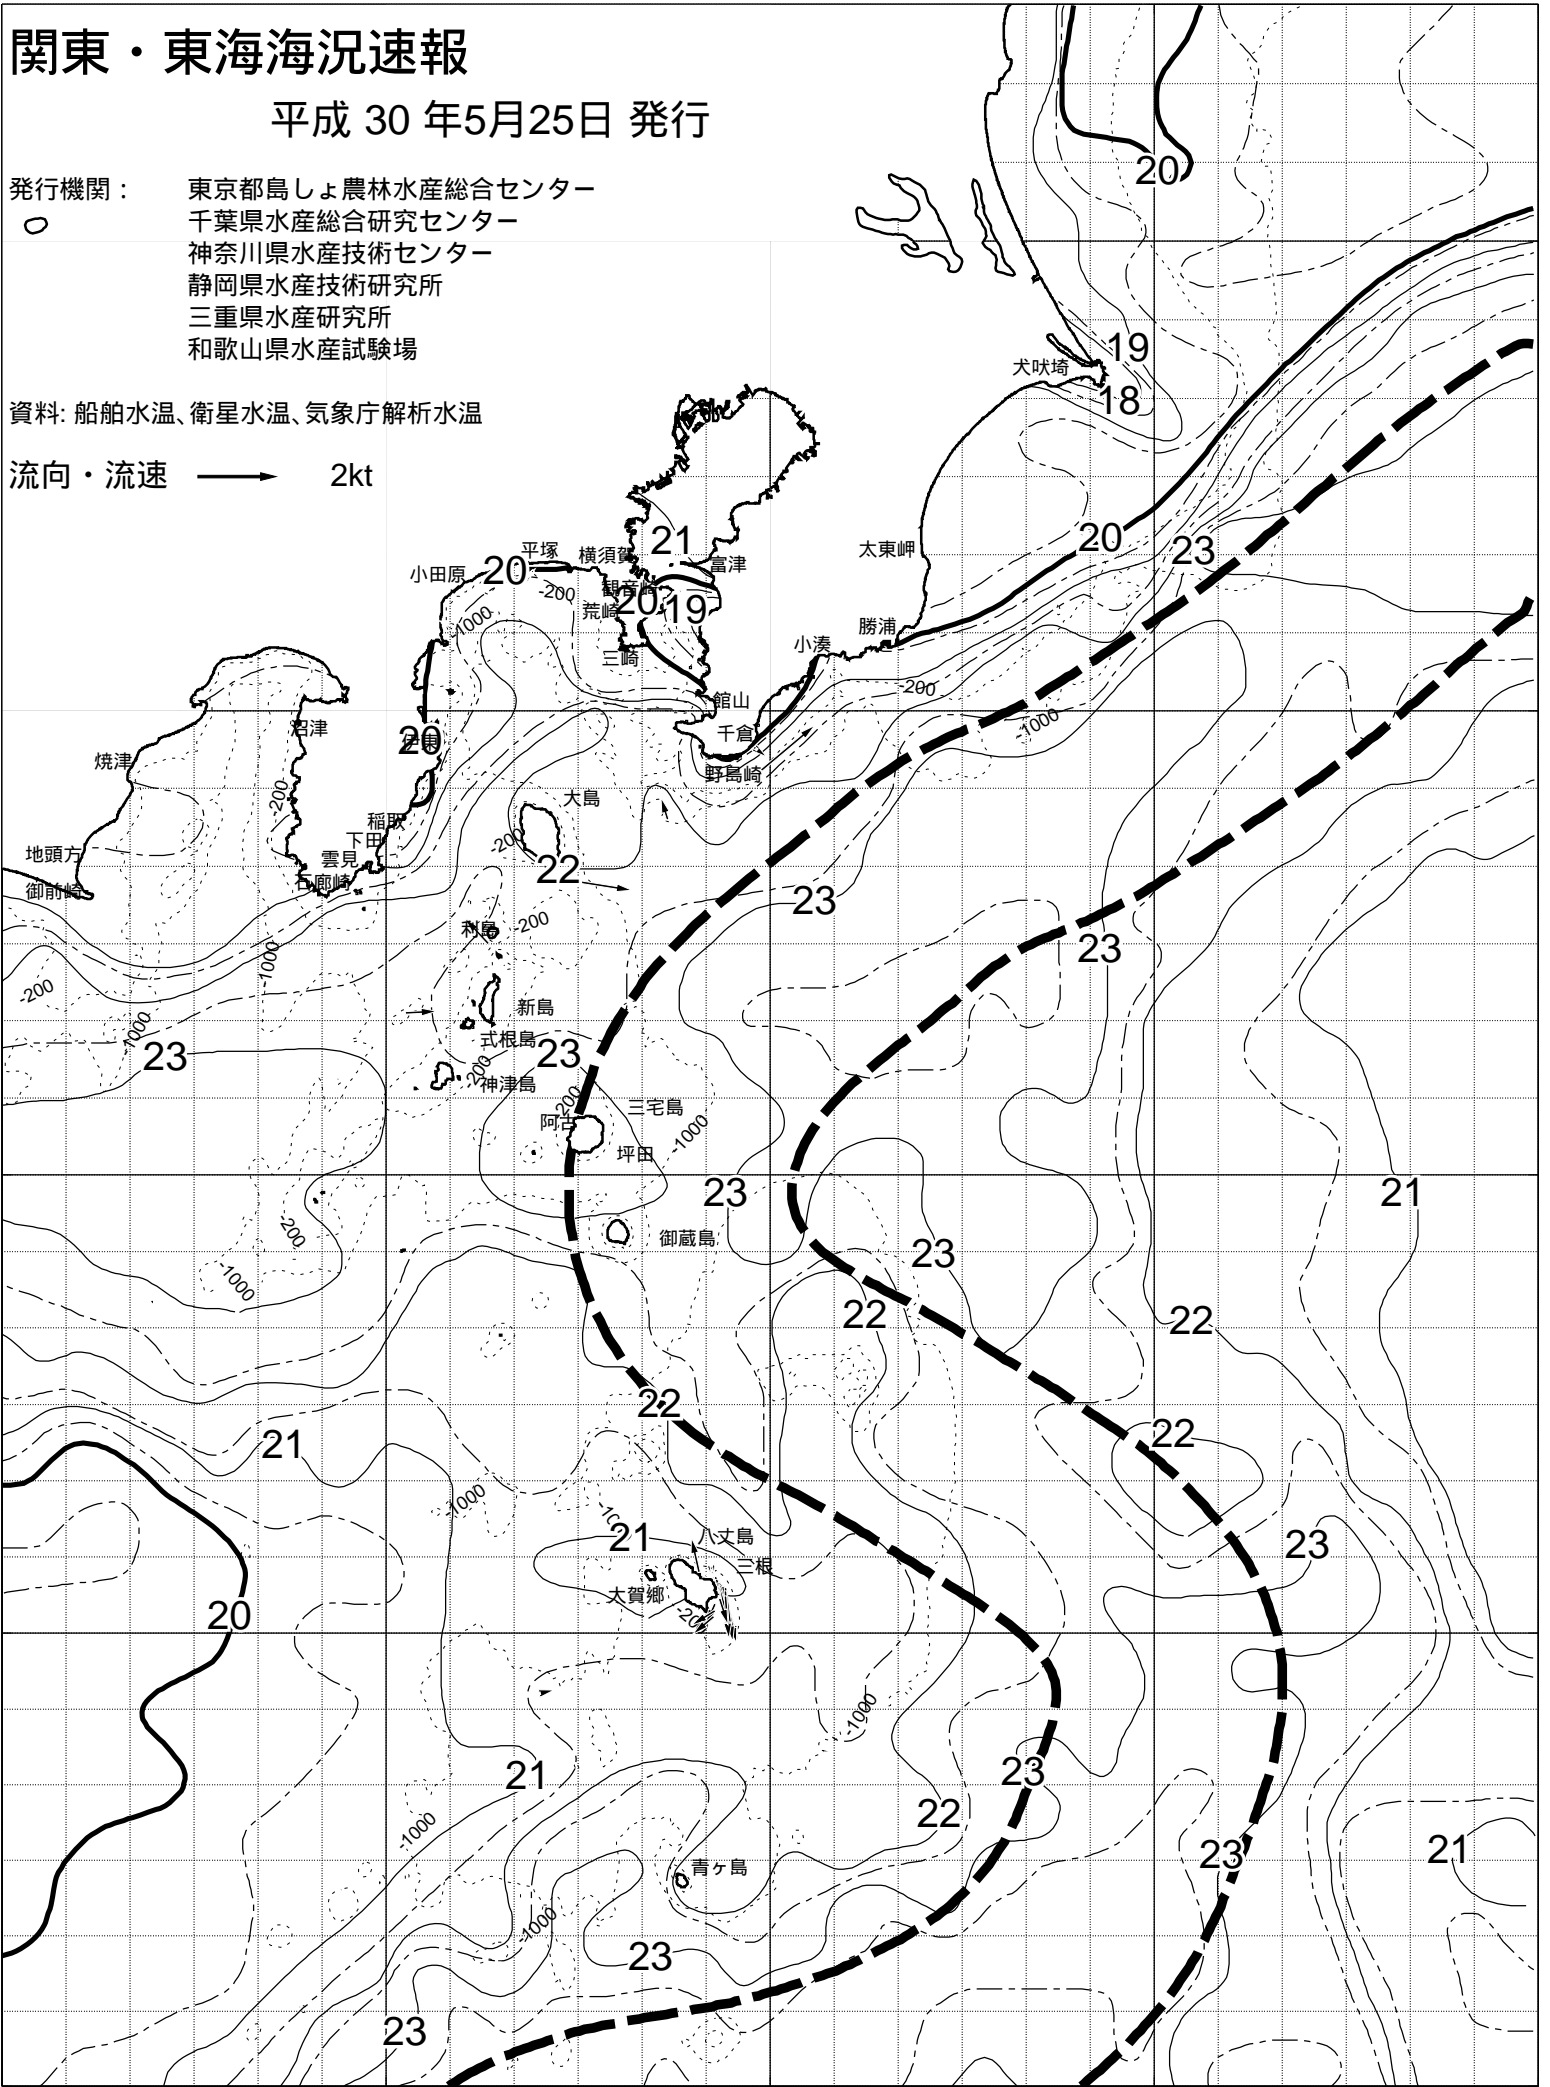 関東・東海海況速報
平成 30 年5月25日 発行
発行機関： 東京都島しょ農林水産総合センター
千葉県水産総合研究センター
神奈川県水産技術センター
静岡県水産技術研究所
三重県水産研究所
和歌山県水産試験場
資料: 船舶水温、衛星水温、気象庁解析水温
流向・流速 2kt
20
19
犬吠埼
18
21
20
太東岬
23
平塚
横須賀
富津
小田原
20
観音崎
-200
荒崎
20
19
-1000
勝浦
小湊
三崎
-200
館山
沼津
-1000
千倉
20
伊東
焼津
野島崎
-200
大島
稲取
下田
-200
地頭方
雲見
22
石廊崎
御前崎
23
-200
利島
23
-1000
-200
新島
-1000
式根島
23
23
-200
神津島
-200
三宅島
阿古
-1000
坪田
23
21
-200
御蔵島
23
-1000
22
22
22
22
21
-1000
21
八丈島
23
三根
大賀郷
20
-1000
21
23
22
-1000
23
21
青ヶ島
-1000
23
23